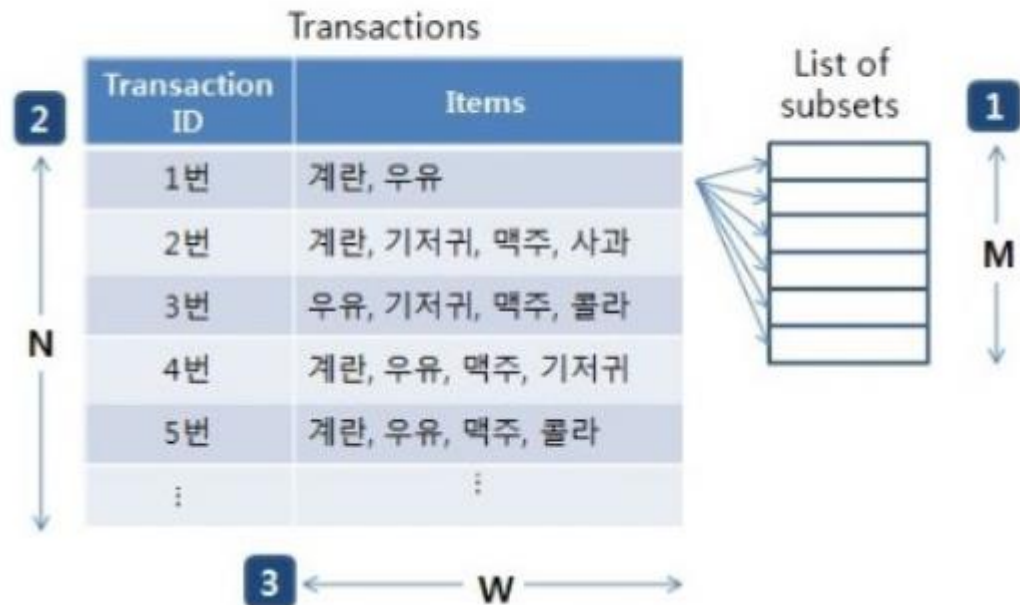 Transactions
List of
subsets
1
2
Transaction
ID
Items
1번
계란, 우유
2번
계란, 기저귀, 맥주, 사과
3번
우유, 기저귀, 맥주, 콜라
4번
계란, 우유, 맥주, 기저귀
5번
계란, 우유, 맥주, 콜라
⋮
⋮
N
M
3
W